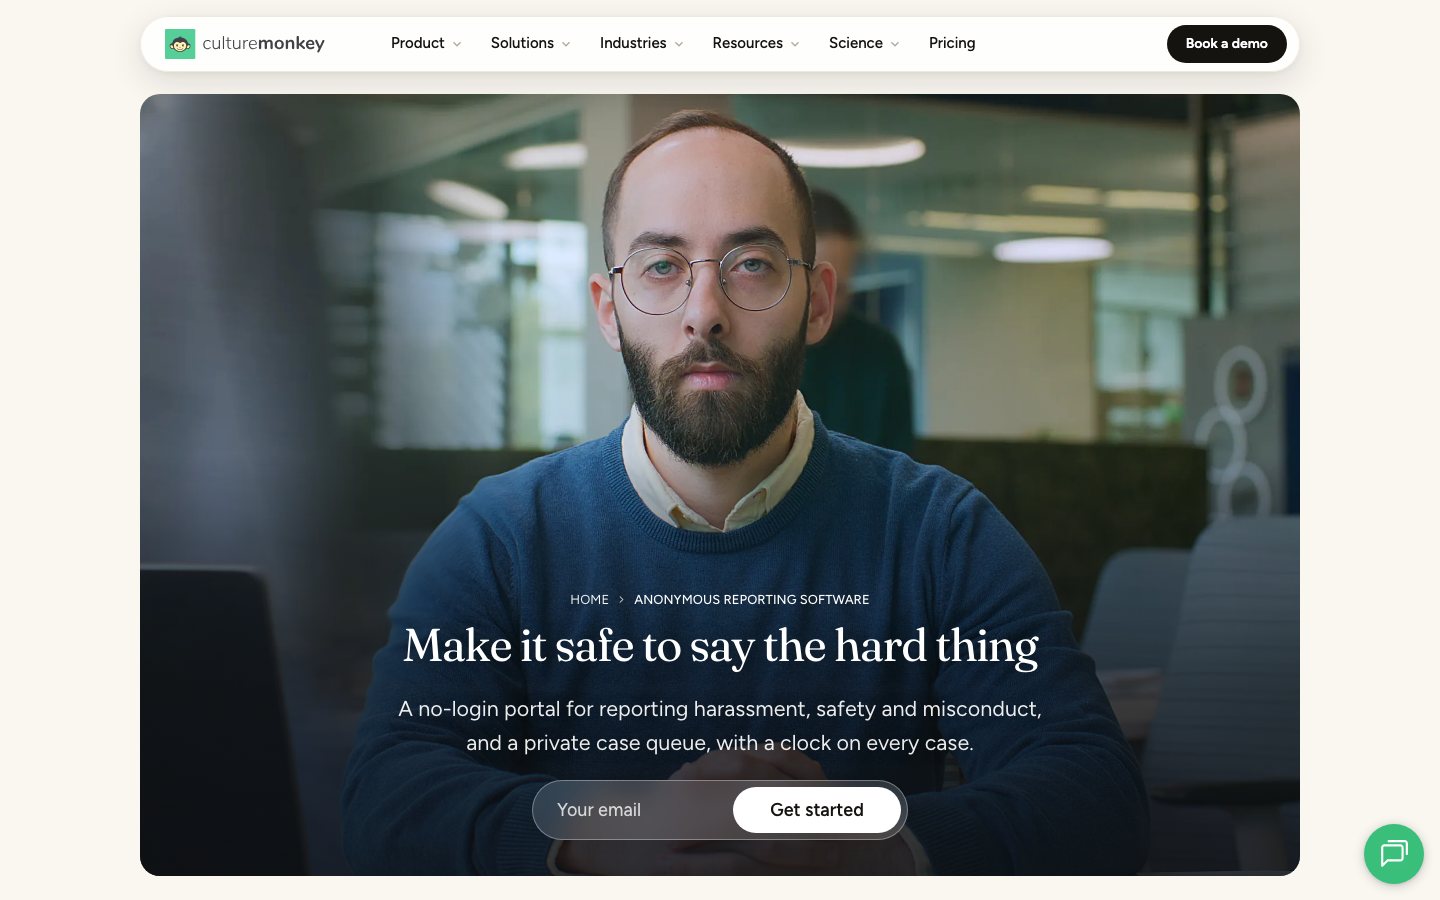 culturemonkey
Product
Solutions
Industries
Resources
Science
Pricing
Book a demo
HOME > ANONYMOUS REPORTING SOFTWARE
Make it safe to say the hard thing
A no-login portal for reporting harassment, safety and misconduct,
and a private case queue, with a clock on every case.
Your email
Get started